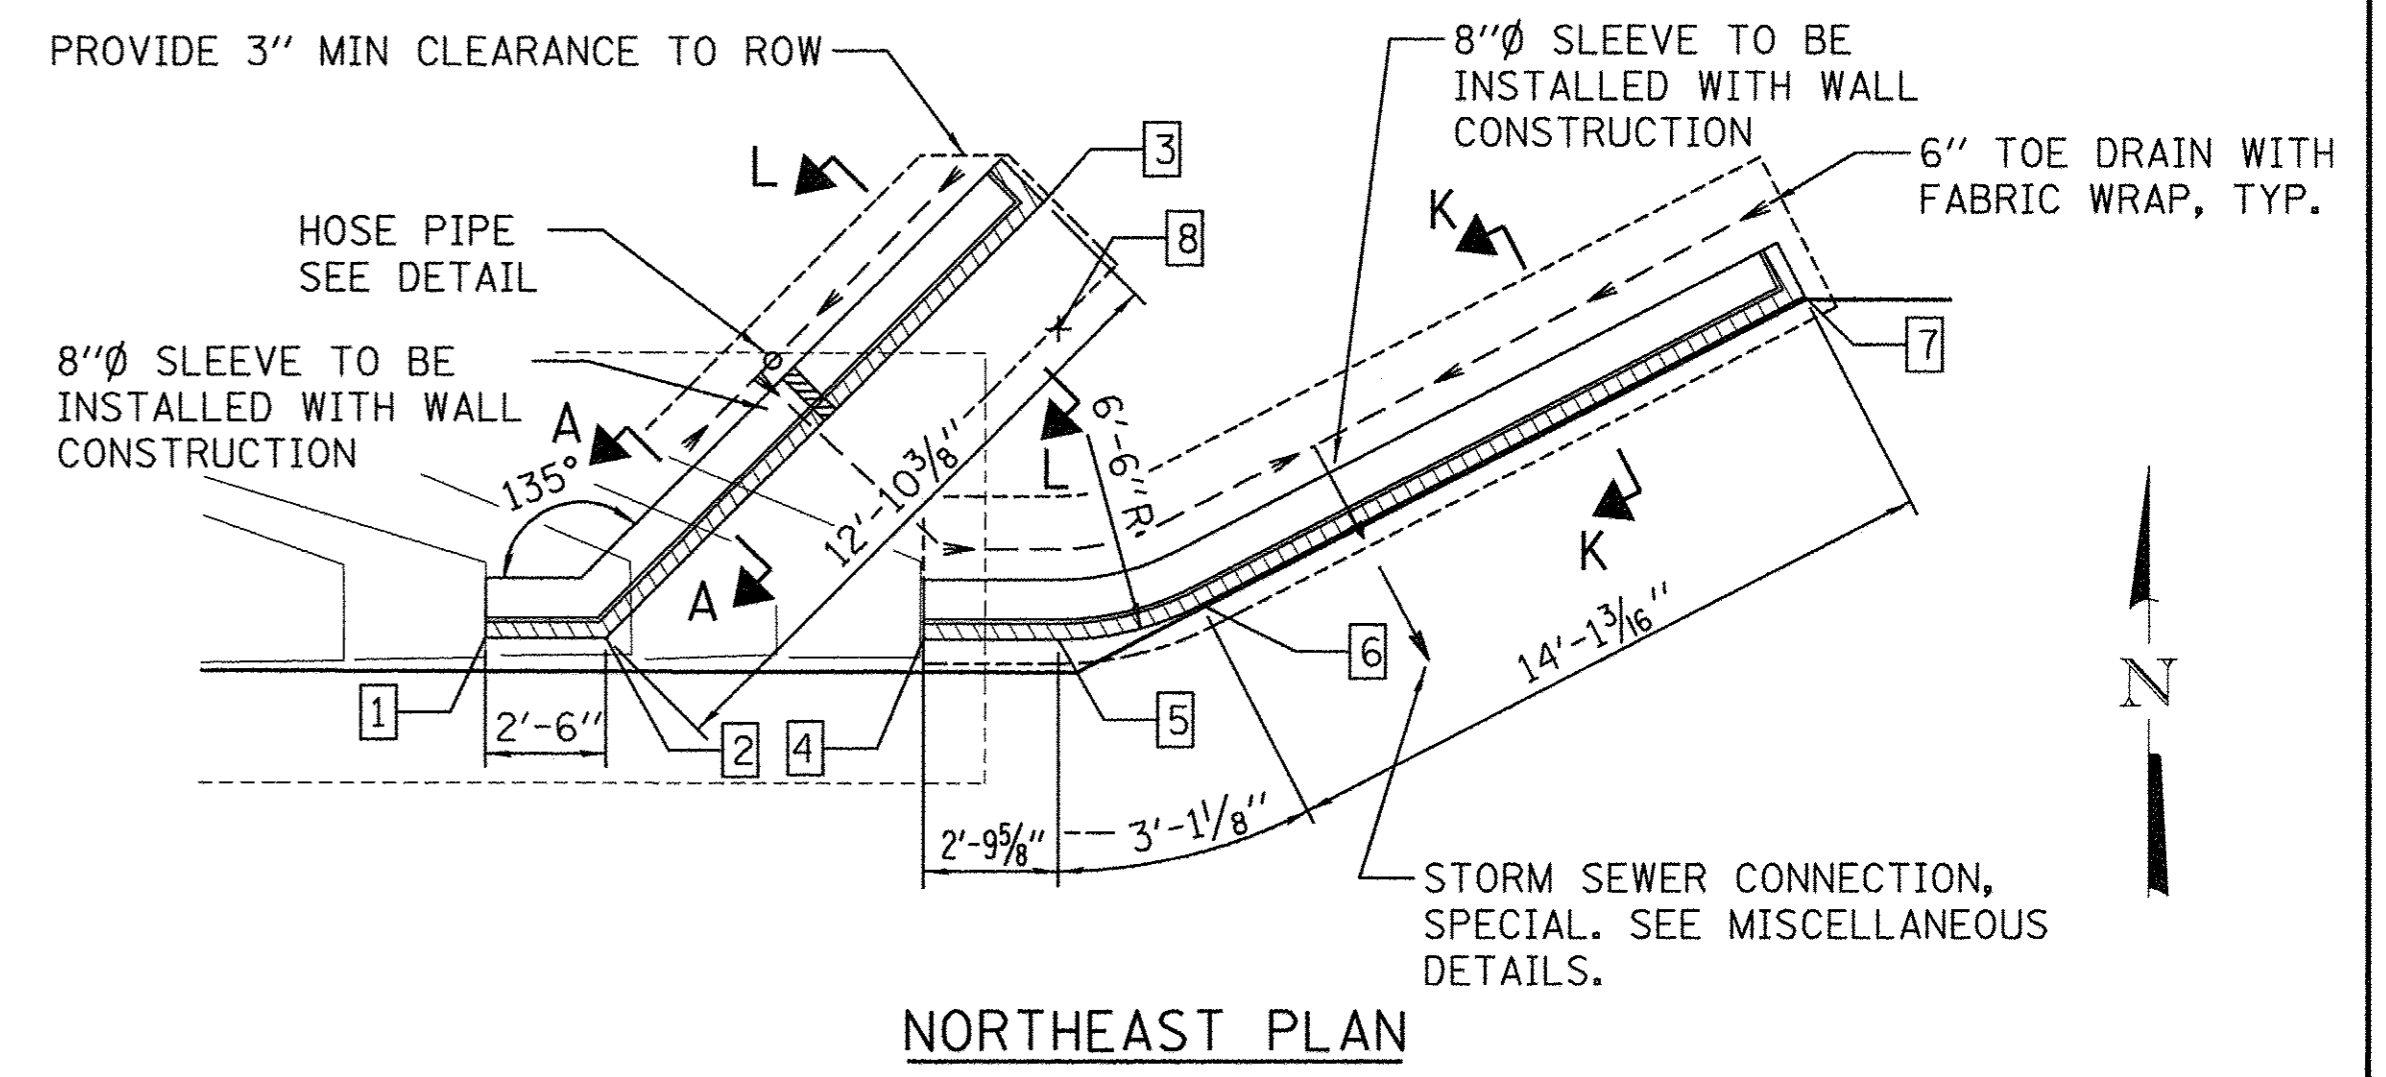 PROVIDE 3" MIN CLEARANCE TO ROW
8"Ø SLEEVE TO BE
INSTALLED WITH WALL
CONSTRUCTION
6" TOE DRAIN WITH
FABRIC WRAP, TYP.
3
L
K
8
HOSE PIPE
SEE DETAIL
7
8"Ø SLEEVE TO BE
INSTALLED WITH WALL
CONSTRUCTION
A
135°
L
6'-6"R.
12'-10 3/8"
K
A
14'-1 3/16"
6
N
1
2'-6"
2
4
5
2'-9 5/8"
3'-1 1/8"
STORM SEWER CONNECTION,
SPECIAL. SEE MISCELLANEOUS
DETAILS.
NORTHEAST PLAN